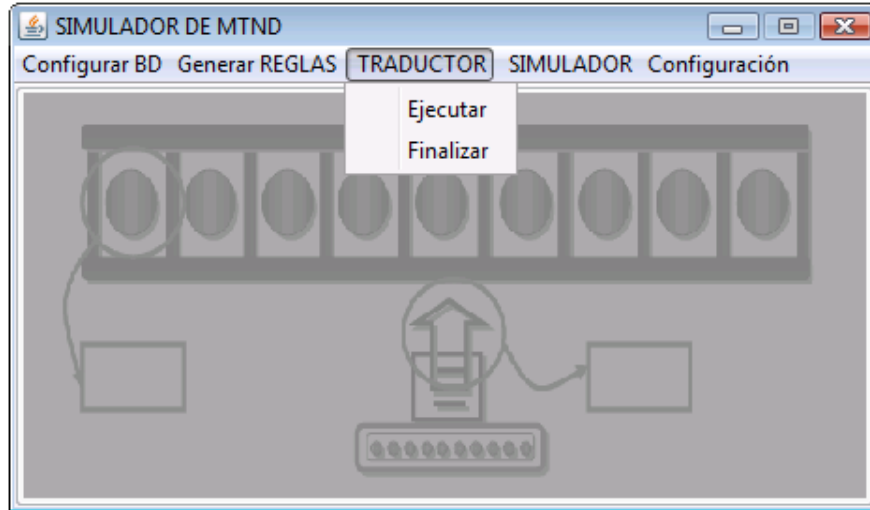 SIMULADOR DE MTND
Configurar BD Generar REGLAS TRADUCTOR SIMULADOR Configuración
Ejecutar
Finalizar